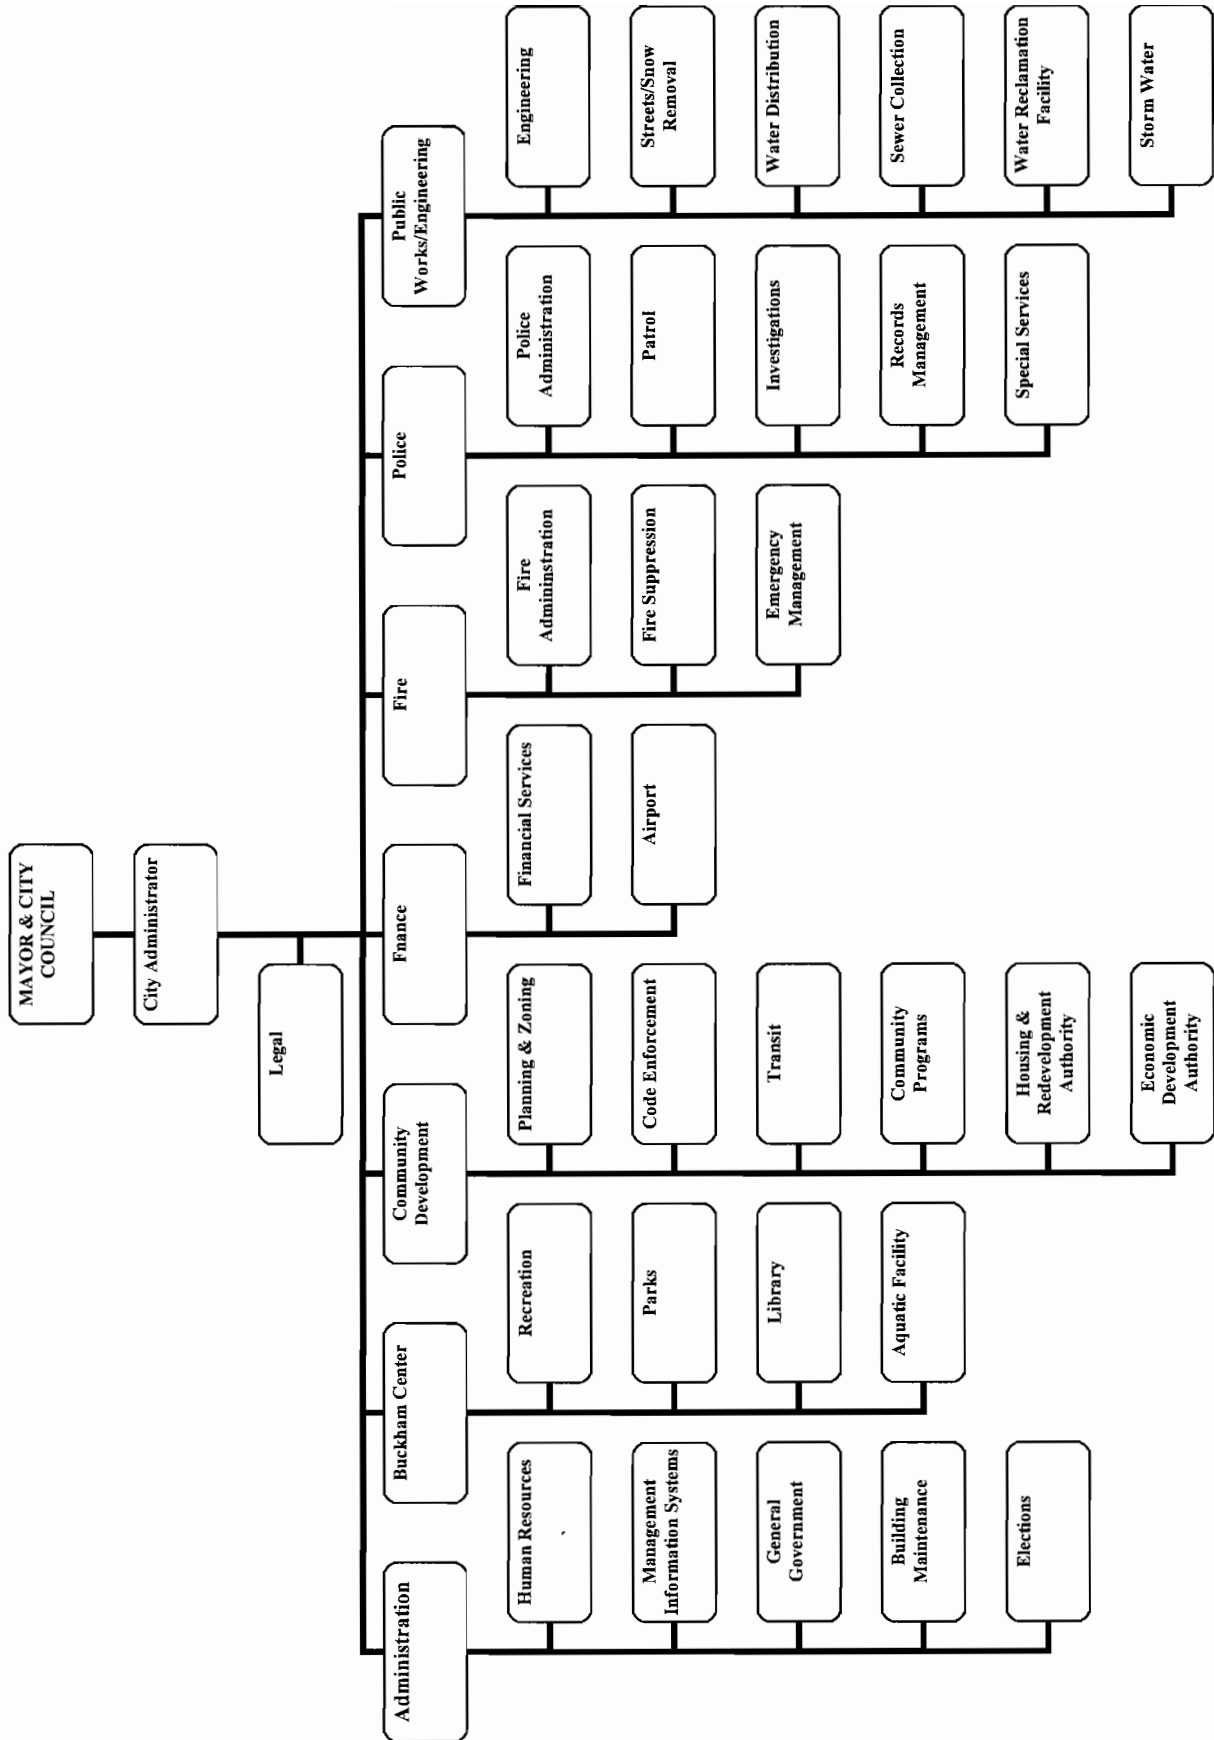 MAYOR & CITY
COUNCIL
City Administrator
Legal
Administration
Human Resources
Management
Information Systems
General
Government
Building
Maintenance
Elections
Buckham Center
Recreation
Parks
Library
Aquatic Facility
Community
Development
Planning & Zoning
Code Enforcement
Transit
Community
Programs
Housing &
Redevelopment
Authority
Economic
Development
Authority
Fnance
Financial Services
Airport
Fire
Fire
Admininstration
Fire Suppression
Emergency
Management
Police
Police
Administration
Patrol
Investigations
Records
Management
Special Services
Public
Works/Engineering
Engineering
Streets/Snow
Removal
Water Distribution
Sewer Collection
Water Reclamation
Facility
Storm Water